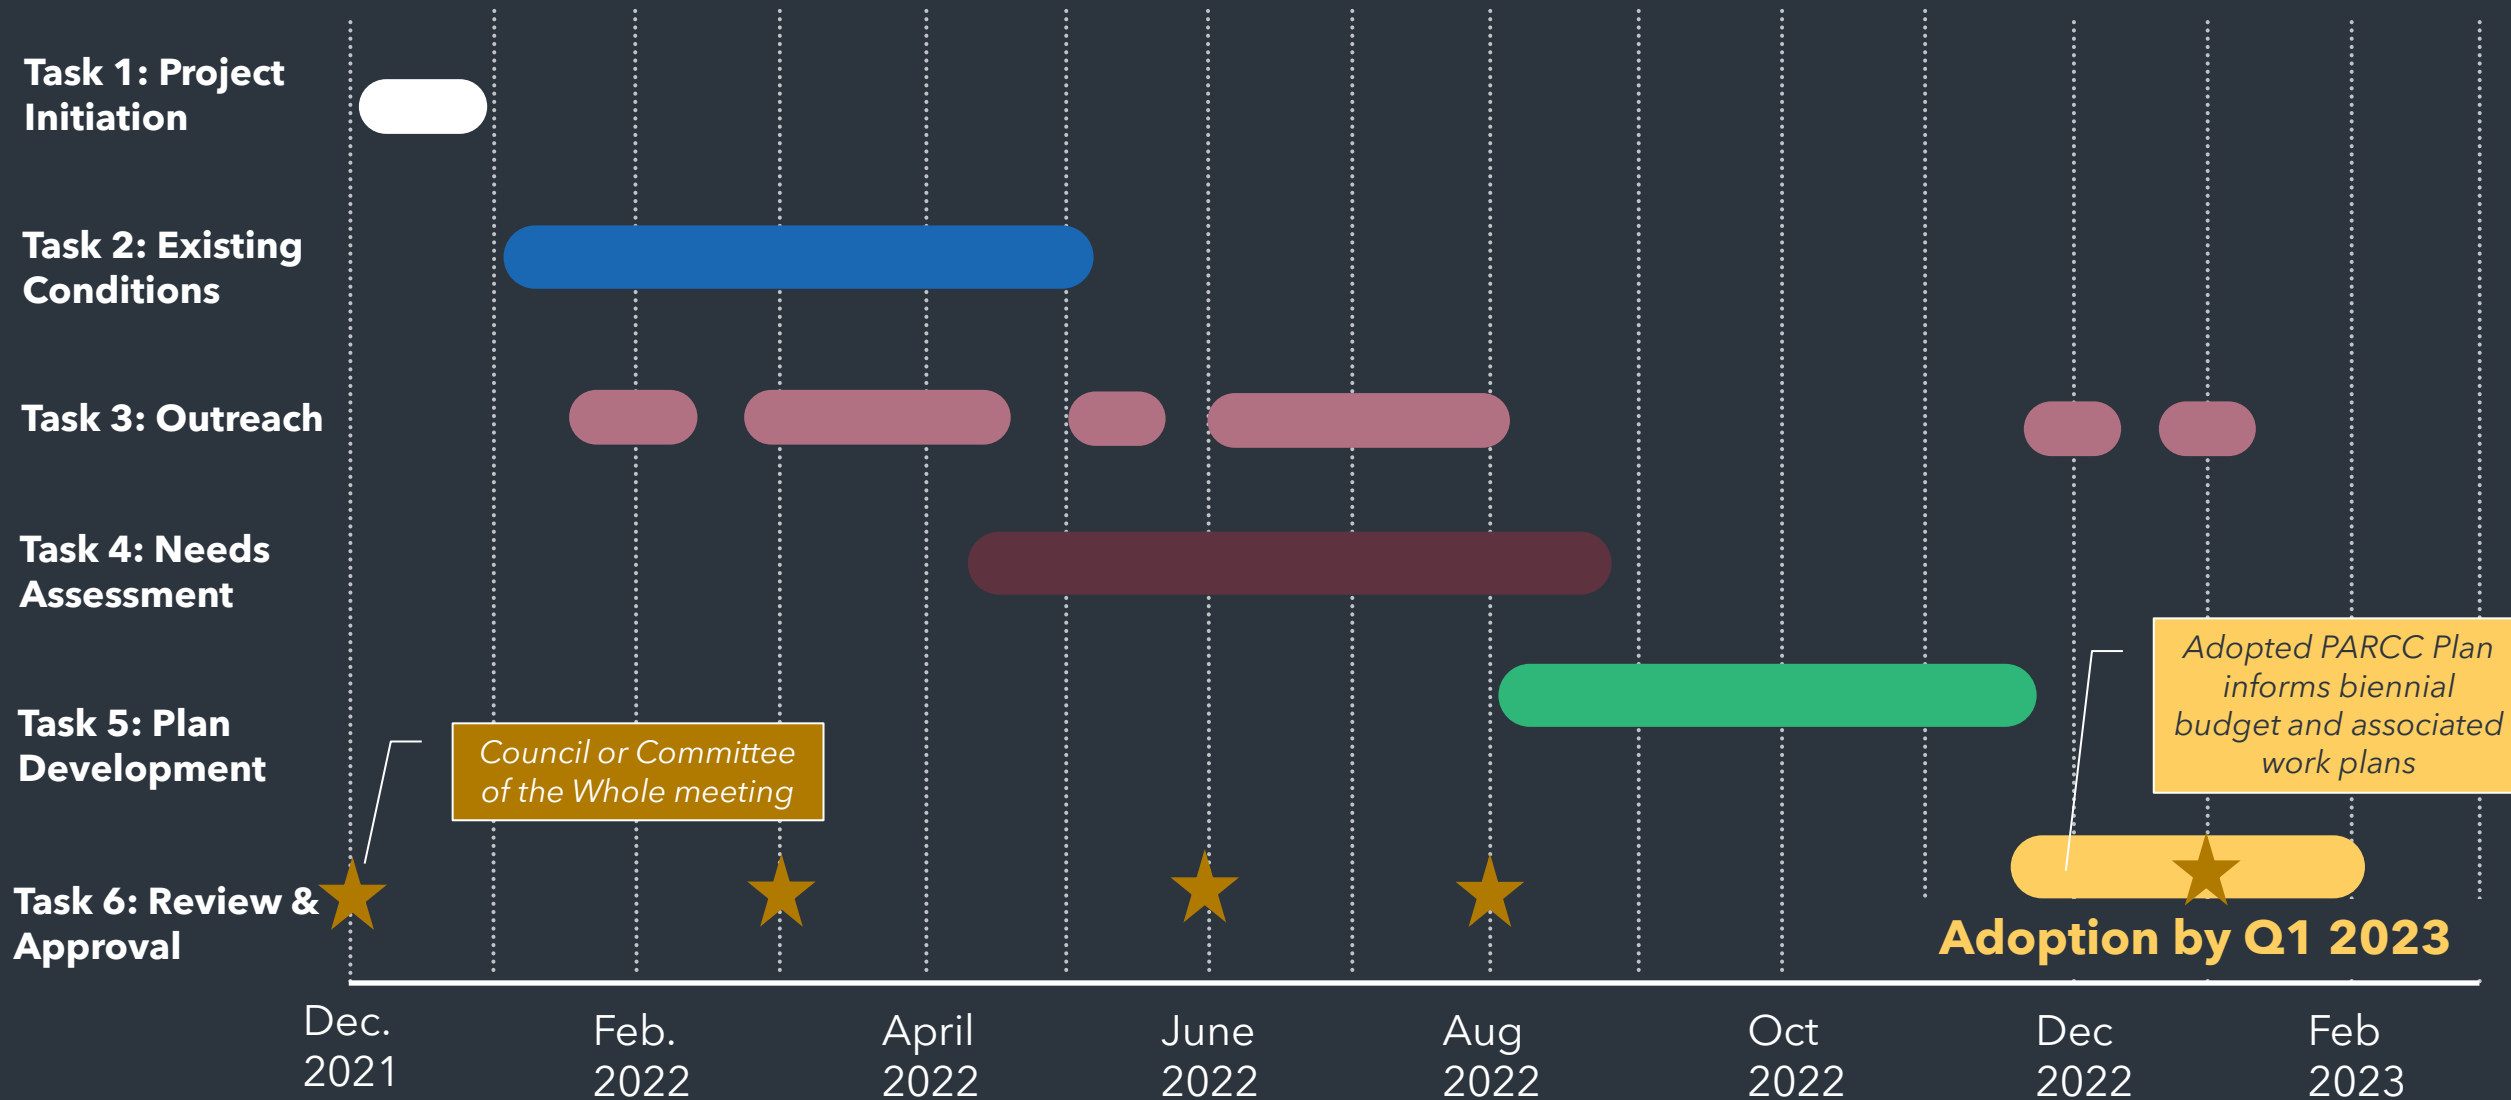 Task 1: Project
Initiation
Task 2: Existing
Conditions
Task 3: Outreach
Task 4: Needs
Assessment
Task 5: Plan
Development
Council or Committee
of the Whole meeting
Adopted PARCC Plan
informs biennial
budget and associated
work plans
Task 6: Review &
Approval
Adoption by Q1 2023
Dec.
2021
Feb.
2022
April
2022
June
2022
Aug
2022
Oct
2022
Dec
2022
Feb
2023